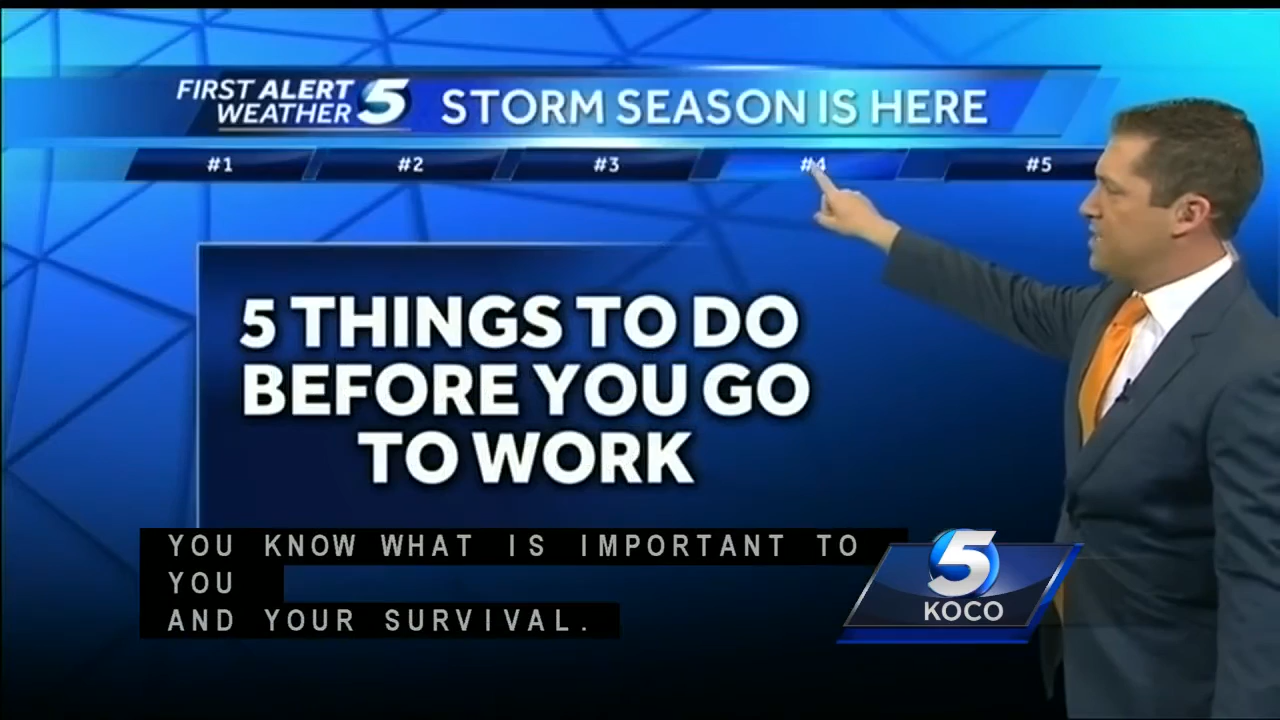 FIRST ALERT
WEATHER 5
STORM SEASON IS HERE
#1 #2 #3 #4 #5
5 THINGS TO DO
BEFORE YOU GO
TO WORK
YOU KNOW WHAT IS IMPORTANT TO
YOU
AND YOUR SURVIVAL.
5
KOCO